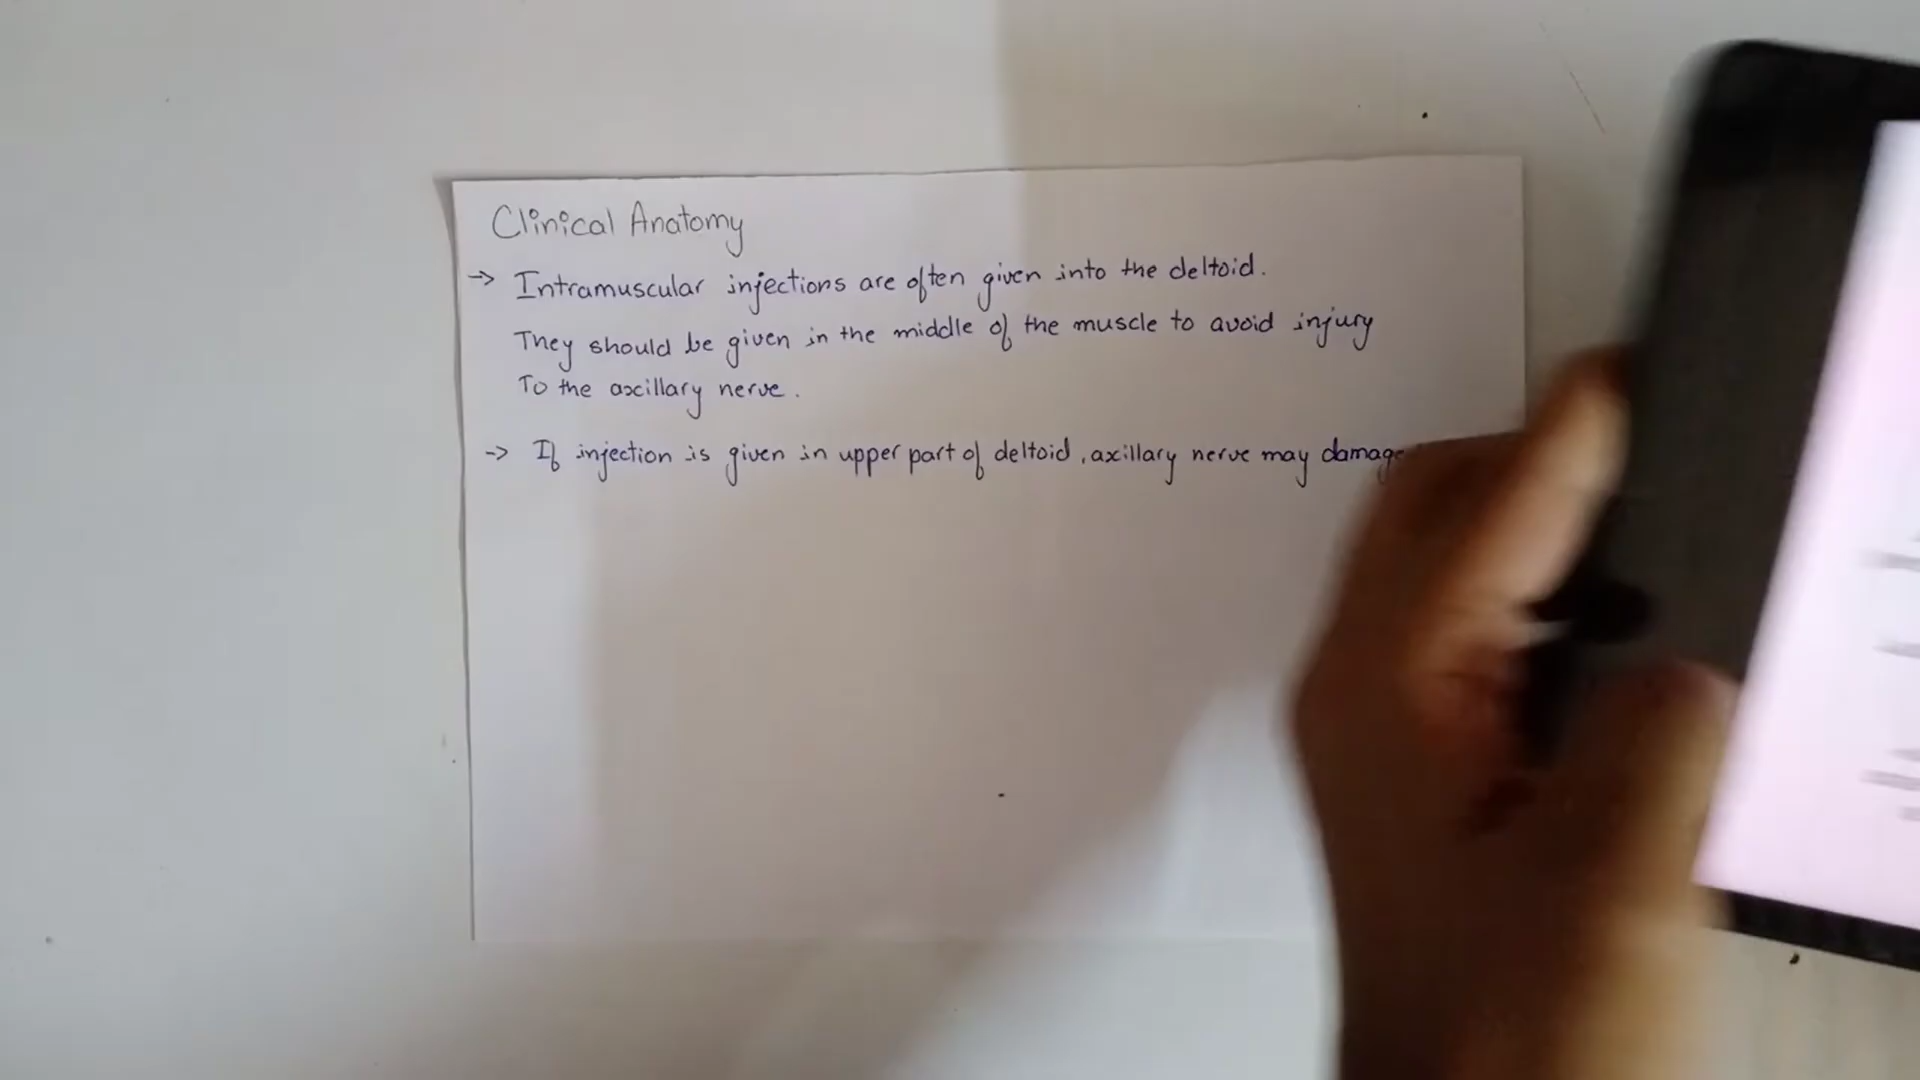 Clinical Anatomy
→ Intramuscular injections are often given into the deltoid.
They should be given in the middle of the muscle to avoid injury
To the axillary nerve.
-> If injection is given in upper part of deltoid, axillary nerve may damage